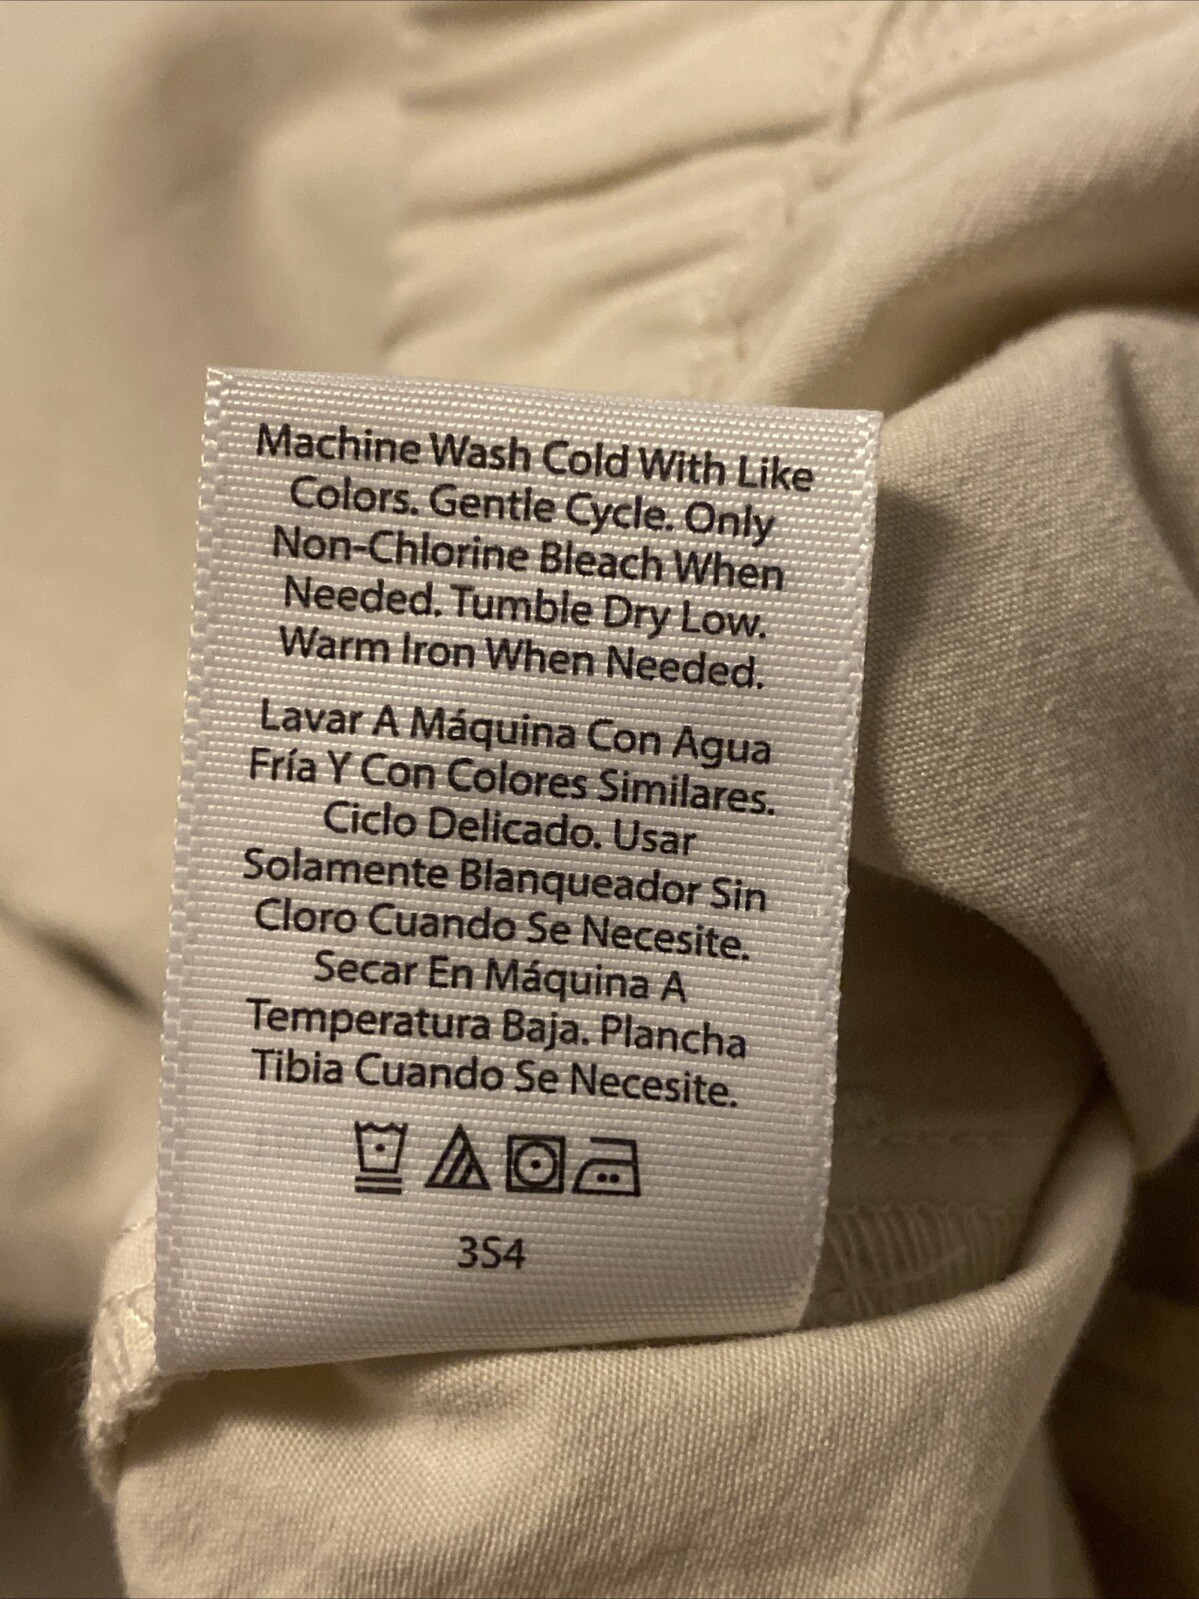 Machine Wash Cold With Like
Colors. Gentle Cycle. Only
Non-Chlorine Bleach When
Needed. Tumble Dry Low.
Warm Iron When Needed.
Lavar A Máquina Con Agua
Fría Y Con Colores Similares.
Ciclo Delicado. Usar
Solamente Blanqueador Sin
Cloro Cuando Se Necesite.
Secar En Máquina A
Temperatura Baja. Plancha
Tibia Cuando Se Necesite.
3S4